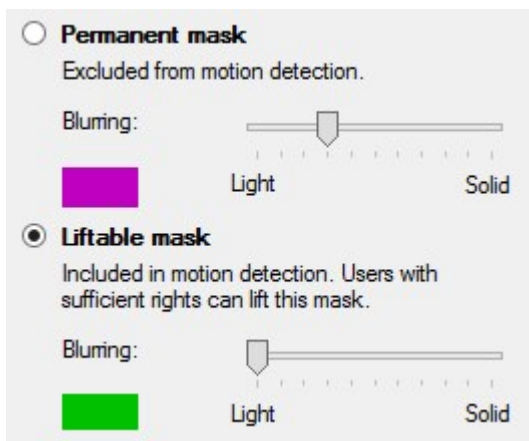 Permanent mask
Excluded from motion detection.
Blurring:
Light Solid
Liftable mask
Included in motion detection. Users with
sufficient rights can lift this mask.
Blurring:
Light Solid